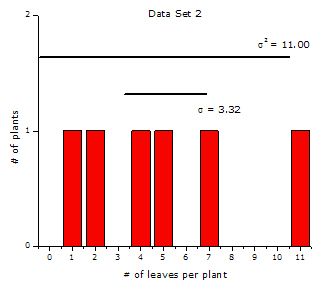 Data Set 2
σ² = 11.00
σ = 3.32
# of plants
2
1
0
0 1 2 3 4 5 6 7 8 9 10 11
# of leaves per plant